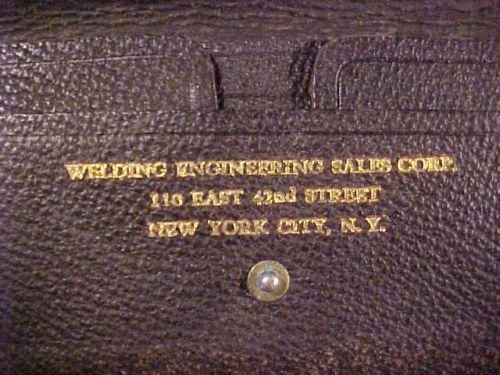 WELDING ENGINEERING SALES CORP.
110 EAST 42nd STREET
NEW YORK CITY, N. Y.